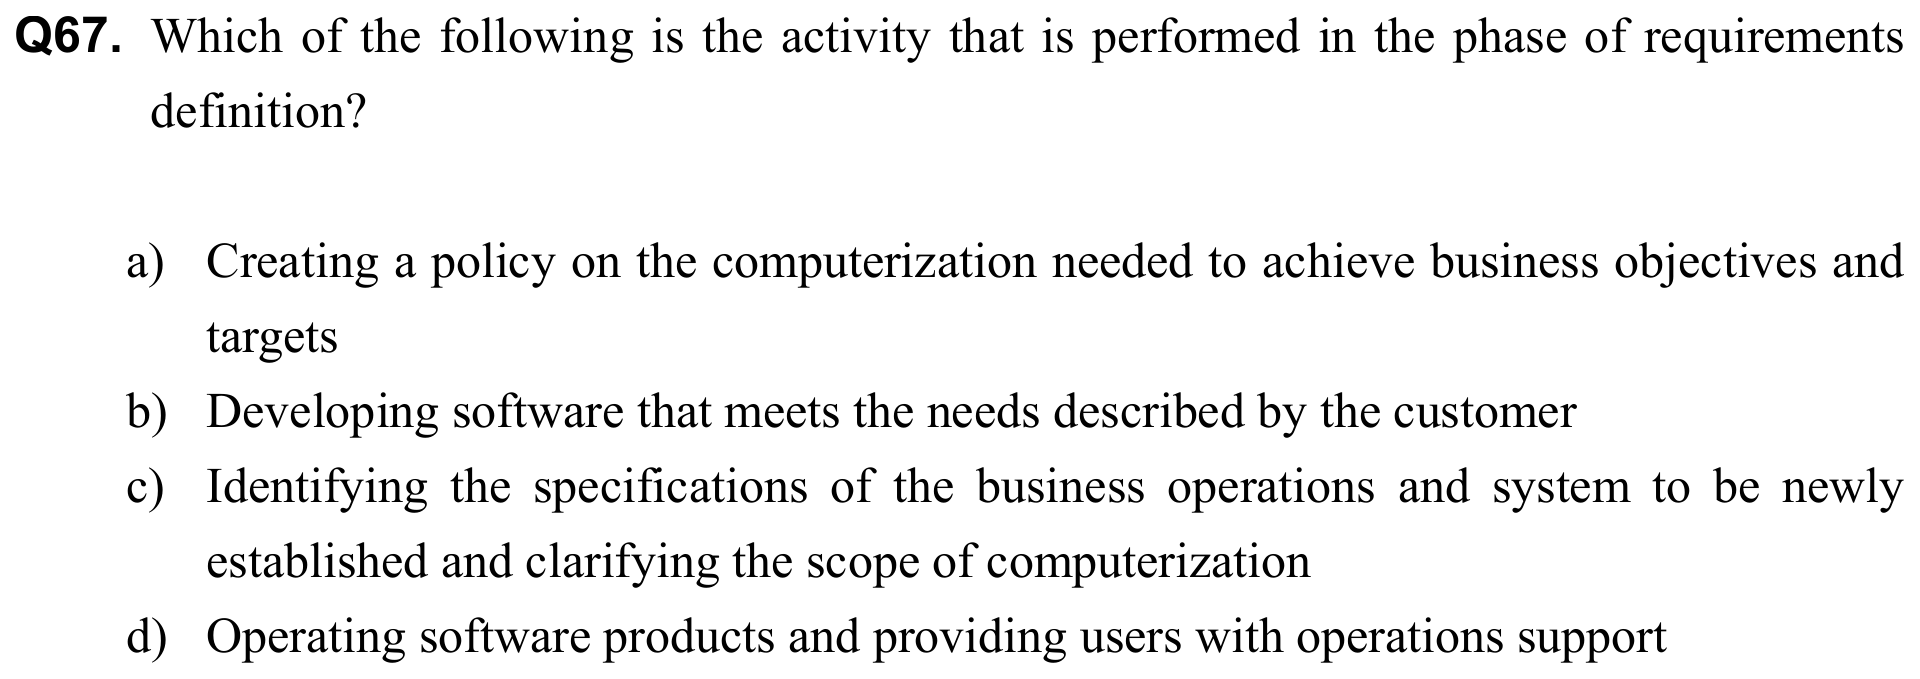 Q67. Which of the following is the activity that is performed in the phase of requirements
definition?
a) Creating a policy on the computerization needed to achieve business objectives and
targets
b) Developing software that meets the needs described by the customer
c) Identifying the specifications of the business operations and system to be newly
established and clarifying the scope of computerization
d) Operating software products and providing users with operations support